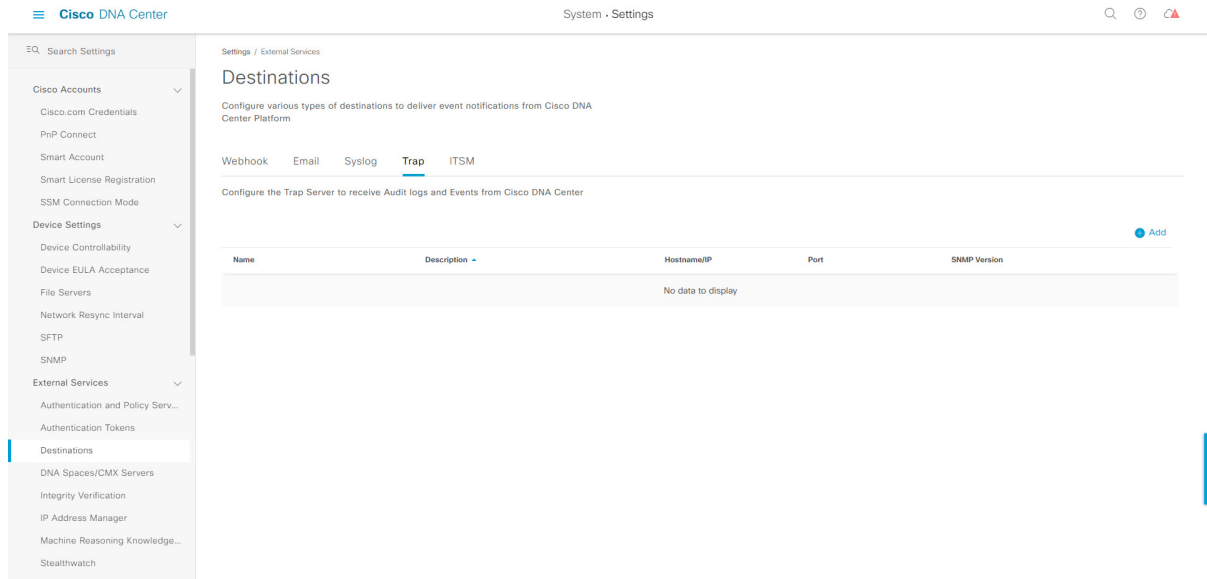 Cisco DNA Center
System · Settings
Search Settings
Cisco Accounts
Cisco.com Credentials
PnP Connect
Smart Account
Smart License Registration
SSM Connection Mode
Device Settings
Device Controllability
Device EULA Acceptance
File Servers
Network Resync Interval
SFTP
SNMP
External Services
Authentication and Policy Serv...
Authentication Tokens
Destinations
DNA Spaces/CMX Servers
Integrity Verification
IP Address Manager
Machine Reasoning Knowledge...
Stealthwatch
Settings / External Services
Destinations
Configure various types of destinations to deliver event notifications from Cisco DNA
Center Platform
Webhook Email Syslog Trap ITSM
Configure the Trap Server to receive Audit logs and Events from Cisco DNA Center
Add
Name Description Hostname/IP Port SNMP Version
No data to display